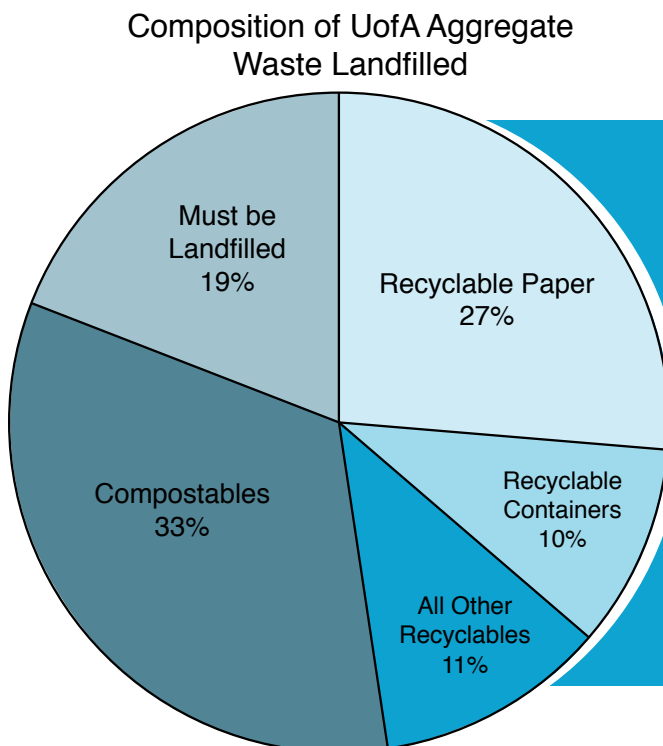 Composition of UofA Aggregate
Waste Landfilled
Must be
Landfilled
19%
Recyclable Paper
27%
Compostables
33%
Recyclable
Containers
10%
All Other
Recyclables
11%